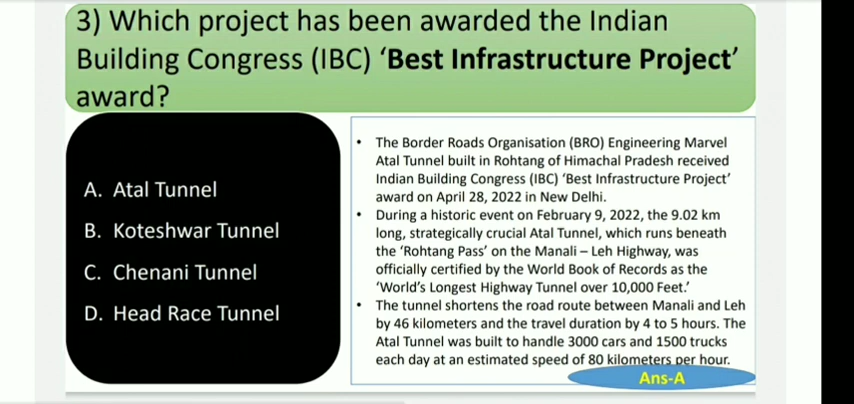 3) Which project has been awarded the Indian
Building Congress (IBC) ‘Best Infrastructure Project’
award?
A. Atal Tunnel
B. Koteshwar Tunnel
C. Chenani Tunnel
D. Head Race Tunnel
• The Border Roads Organisation (BRO) Engineering Marvel
Atal Tunnel built in Rohtang of Himachal Pradesh received
Indian Building Congress (IBC) ‘Best Infrastructure Project’
award on April 28, 2022 in New Delhi.
• During a historic event on February 9, 2022, the 9.02 km
long, strategically crucial Atal Tunnel, which runs beneath
the ‘Rohtang Pass’ on the Manali – Leh Highway, was
officially certified by the World Book of Records as the
‘World’s Longest Highway Tunnel over 10,000 Feet.’
• The tunnel shortens the road route between Manali and Leh
by 46 kilometers and the travel duration by 4 to 5 hours. The
Atal Tunnel was built to handle 3000 cars and 1500 trucks
each day at an estimated speed of 80 kilometers per hour.
Ans-A